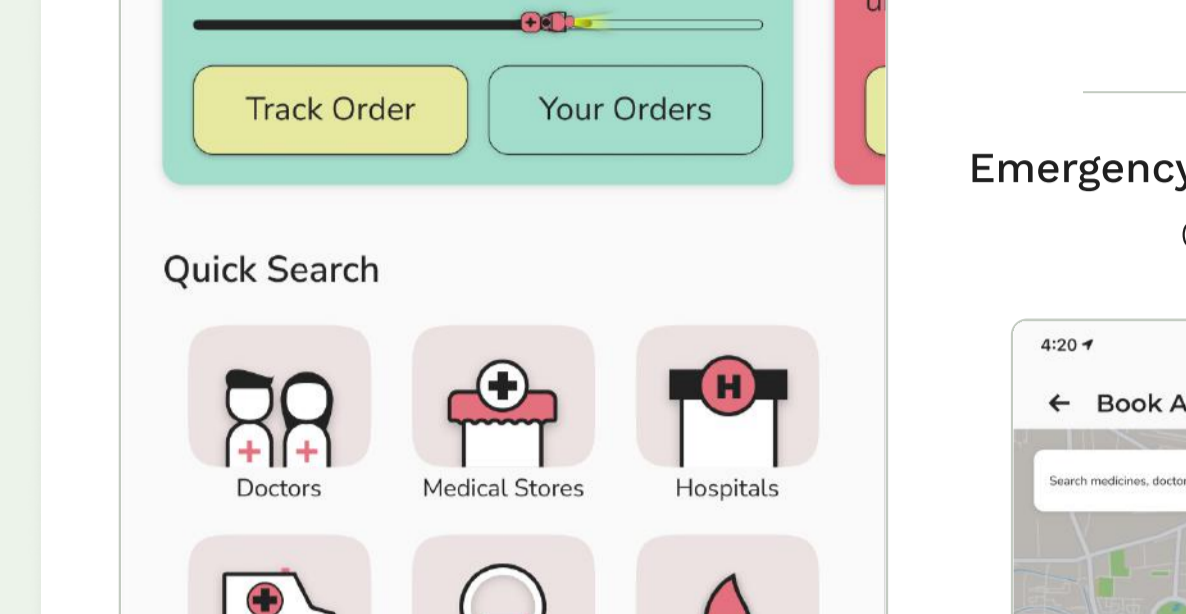 Track Order
Your Orders
Quick Search
Doctors
Medical Stores
Hospitals
H
Emergency
4:20
Book A
Search medicines, doctor